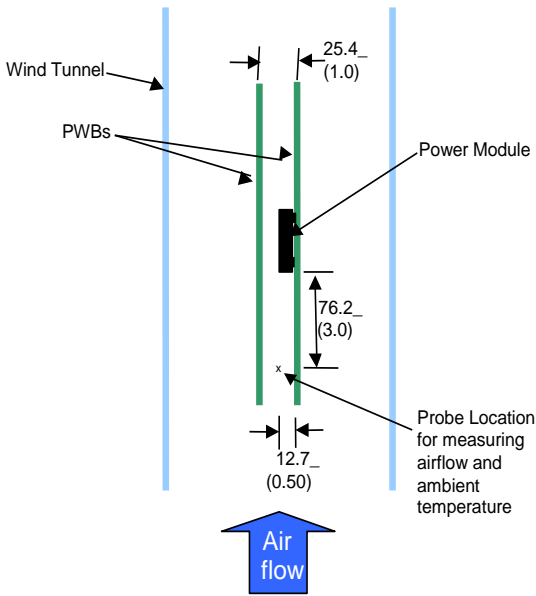 25.4_
(1.0)
Wind Tunnel
PWBs
Power Module
76.2_
(3.0)
x
Probe Location
for measuring
airflow and
ambient
temperature
12.7_
(0.50)
Air
flow